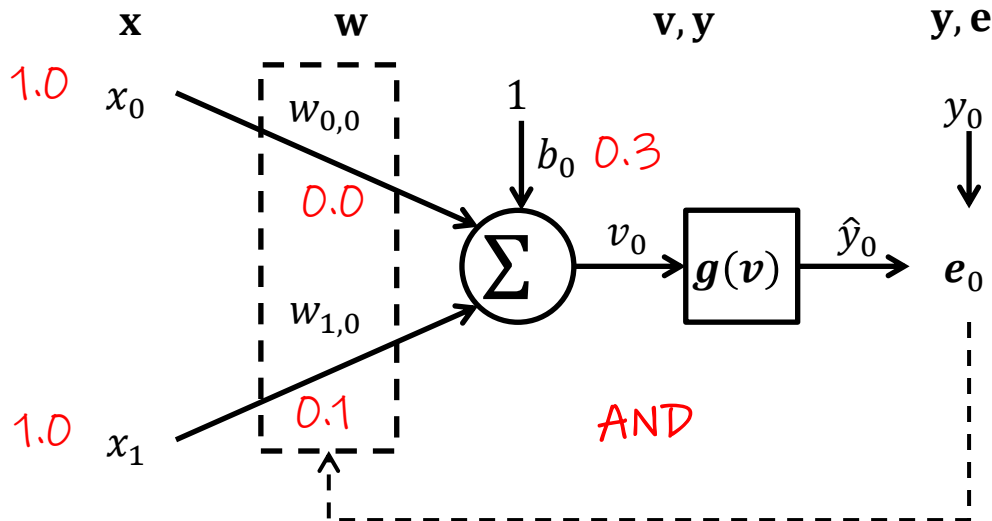 x w v, y y, e
1.0 x₀ w₀,₀ 1 y₀
0.0 b₀ 0.3
Σ v₀ g(v) ŷ₀ e₀
w₁,₀
1.0 x₁ 0.1 AND